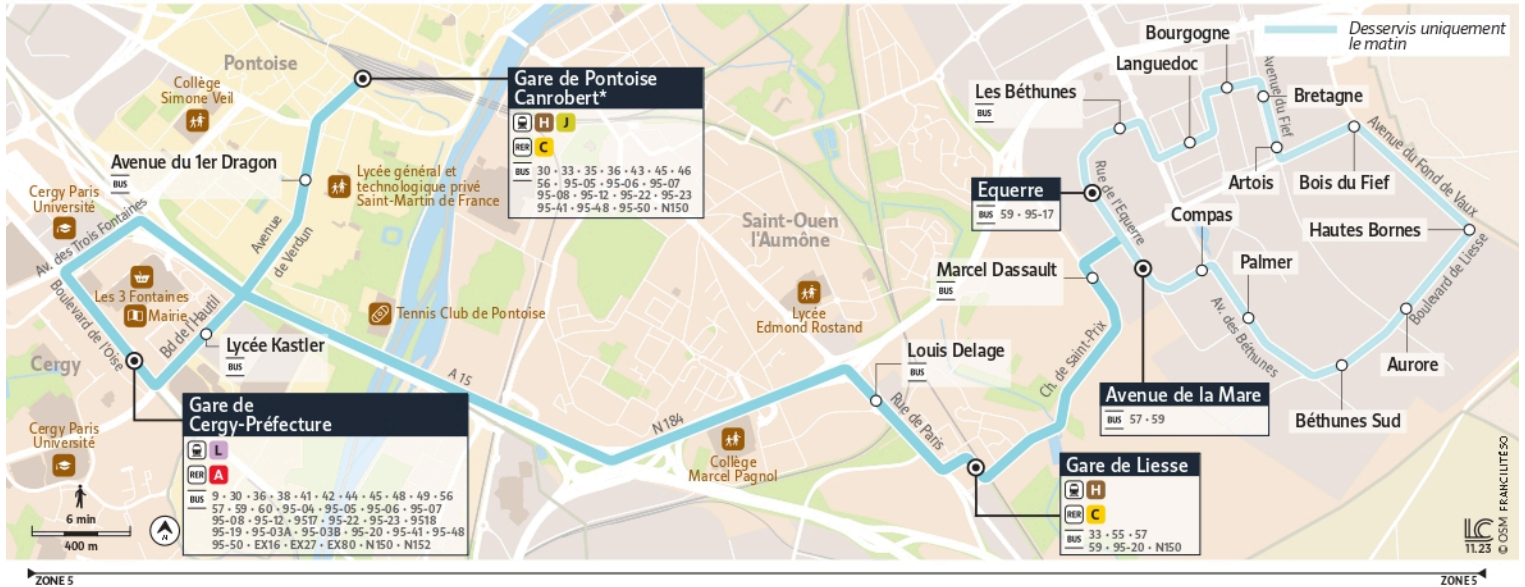 Pontoise
Collège
Simone Veil
Avenue du 1er Dragon
BUS
Cergy Paris
Université
Av. des Trois Fontaines
Lycée général et
technologique privé
Saint-Martin de France
Avenue
de Verdun
Gare de Pontoise
Canrobert*
H J
RER C
BUS 30 • 33 • 35 • 36 • 43 • 45 • 46
56 • 95-05 • 95-06 • 95-07
95-08 • 95-12 • 95-22 • 95-23
95-41 • 95-48 • 95-50 • N150
Les 3 Fontaines
Mairie
Boulevard de l'Oise
Bd de l'Hautil
Tennis Club de Pontoise
Lycée Kastler
BUS
Cergy
Gare de
Cergy-Préfecture
L
RER A
BUS 9 • 30 • 36 • 38 • 41 • 42 • 44 • 45 • 48 • 49 • 56
57 • 59 • 60 • 95-04 • 95-05 • 95-06 • 95-07
95-08 • 95-12 • 9517 • 95-22 • 95-23 • 9518
95-19 • 95-03A • 95-03B • 95-20 • 95-41 • 95-48
95-50 • EX16 • EX27 • EX80 • N150 • N152
Cergy Paris
Université
6 min
400 m
N
A 15
N 184
Saint-Ouen
l'Aumône
Lycée
Edmond Rostand
Collège
Marcel Pagnol
Louis Delage
BUS
Rue de Paris
Gare de Liesse
H
RER C
BUS 33 • 55 • 57
59 • 95-20 • N150
Ch. de Saint-Prix
Marcel Dassault
BUS
Equerre
BUS 59 • 95-17
Rue de l'Equerre
Les Béthunes
BUS
Languedoc
Bourgogne
Avenue du Fief
Bretagne
Artois
Bois du Fief
Avenue du Fond de Vaux
Hautes Bornes
Boulevard de Liesse
Aurore
Béthunes Sud
Av. des Béthunes
Palmer
Compas
Avenue de la Mare
BUS 57 • 59
Desservis uniquement
le matin
LC
11.23
© OSM FRANCILITÉ SO
ZONE 5
ZONE 5